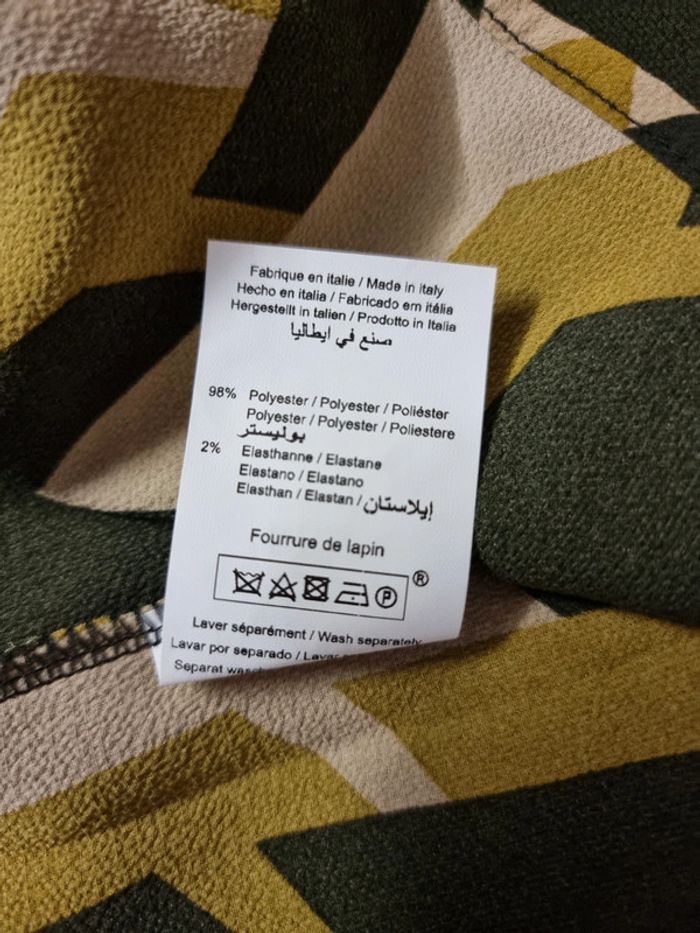 Fabrique en italie / Made in Italy
Hecho en italia / Fabricado em itália
Hergestellt in talien / Prodotto in Italia
صنع في ايطاليا
98% Polyester / Polyester / Poliéster
Polyester / Polyester / Poliestere
بوليستر
2% Elasthanne / Elastane
Elastano / Elastano
Elasthan / Elastan / إيلاستان
Fourrure de lapin
P ®
Laver séparément / Wash separately
Lavar por separado /
Separat